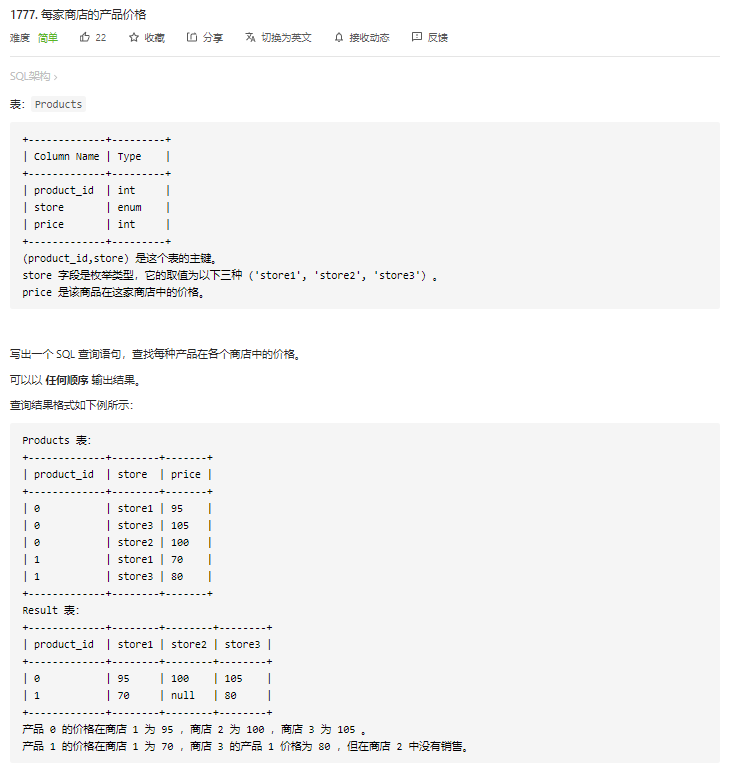 1777. 每家商店的产品价格
难度 简单 22 收藏 分享 切换为英文 接收动态 反馈
SQL架构 ›
表: Products
+-------------+---------+
| Column Name | Type    |
+-------------+---------+
| product_id  | int     |
| store       | enum    |
| price       | int     |
+-------------+---------+
(product_id,store) 是这个表的主键。
store 字段是枚举类型，它的取值为以下三种 ('store1', 'store2', 'store3') 。
price 是该商品在这家商店中的价格。
写出一个 SQL 查询语句，查找每种产品在各个商店中的价格。
可以以 任何顺序 输出结果。
查询结果格式如下例所示：
Products 表：
+-------------+--------+-------+
| product_id  | store  | price |
+-------------+--------+-------+
| 0           | store1 | 95    |
| 0           | store3 | 105   |
| 0           | store2 | 100   |
| 1           | store1 | 70    |
| 1           | store3 | 80    |
+-------------+--------+-------+
Result 表：
+-------------+--------+--------+--------+
| product_id  | store1 | store2 | store3 |
+-------------+--------+--------+--------+
| 0           | 95     | 100    | 105    |
| 1           | 70     | null   | 80     |
+-------------+--------+--------+--------+
产品 0 的价格在商店 1 为 95 ，商店 2 为 100 ，商店 3 为 105 。
产品 1 的价格在商店 1 为 70 ，商店 3 的产品 1 价格为 80 ，但在商店 2 中没有销售。